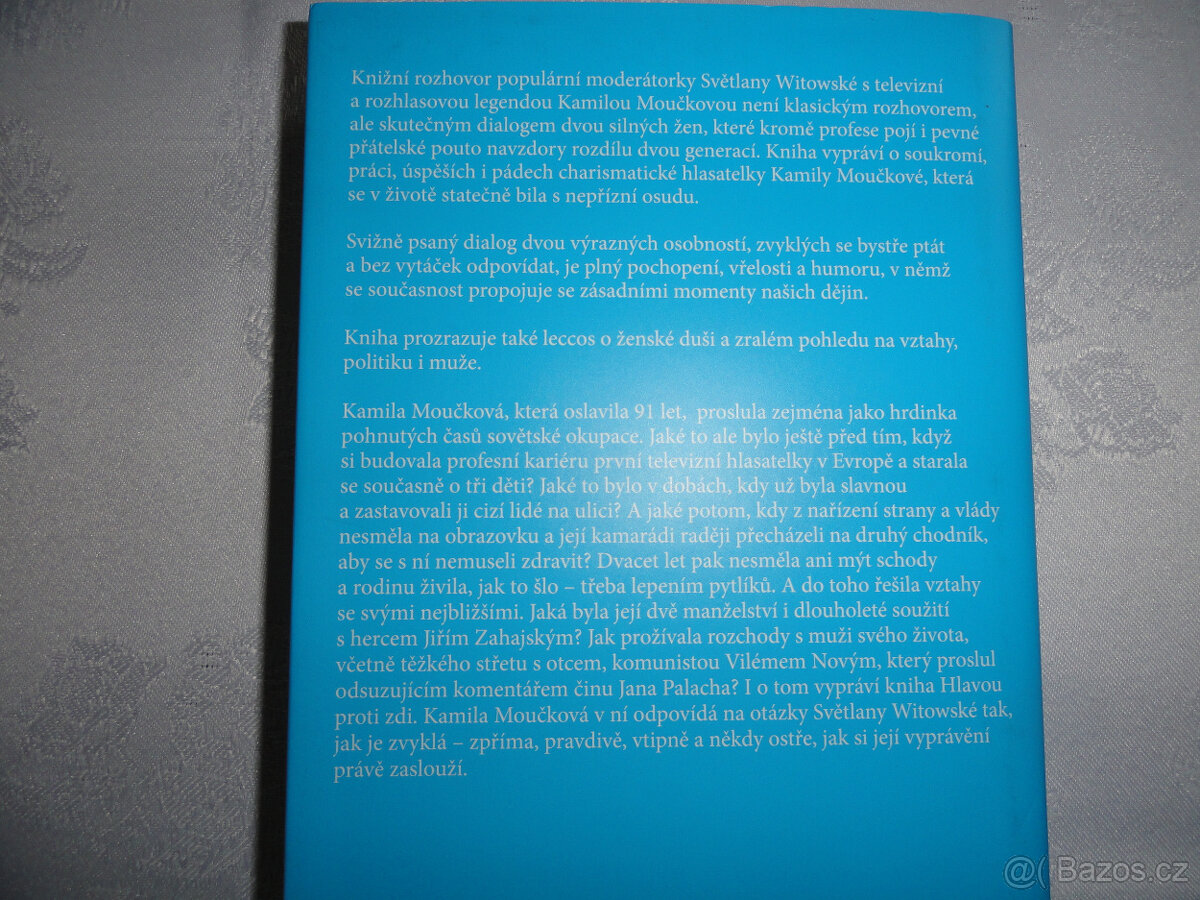 Knižní rozhovor populární moderátorky Světlany Witowské s televizní
a rozhlasovou legendou Kamilou Moučkovou není klasickým rozhovorem,
ale skutečným dialogem dvou silných žen, které kromě profese pojí i pevné
přátelské pouto navzdory rozdílu dvou generací. Kniha vypráví o soukromí,
práci, úspěších i pádech charismatické hlasatelky Kamily Moučkové, která
se v životě statečně bila s nepřízní osudu.
Svižně psaný dialog dvou výrazných osobností, zvyklých se bystře ptát
a bez vytáček odpovídat, je plný pochopení, vřelosti a humoru, v němž
se současnost propojuje se zásadními momenty našich dějin.
Kniha prozrazuje také leccos o ženské duši a zralém pohledu na vztahy,
politiku i muže.
Kamila Moučková, která oslavila 91 let, proslula zejména jako hrdinka
pohnutých časů sovětské okupace. Jaké to ale bylo ještě před tím, když
si budovala profesní kariéru první televizní hlasatelky v Evropě a starala
se současně o tři děti? Jaké to bylo v dobách, kdy už byla slavnou
a zastavovali ji cizí lidé na ulici? A jaké potom, kdy z nařízení strany a vlády
nesměla na obrazovku a její kamarádi raději přecházeli na druhý chodník,
aby se s ní nemuseli zdravit? Dvacet let pak nesměla ani mýt schody
a rodinu živila, jak to šlo – třeba lepením pytlíků. A do toho řešila vztahy
se svými nejbližšími. Jaká byla její dvě manželství i dlouholeté soužití
s hercem Jiřím Zahajským? Jak prožívala rozchody s muži svého života,
včetně těžkého střetu s otcem, komunistou Vilémem Novým, který proslul
odsuzujícím komentářem činu Jana Palacha? I o tom vypráví kniha Hlavou
proti zdi. Kamila Moučková v ní odpovídá na otázky Světlany Witowské tak,
jak je zvyklá – zpříma, pravdivě, vtipně a někdy ostře, jak si její vyprávění
právě zaslouží.
@( Bazos.cz